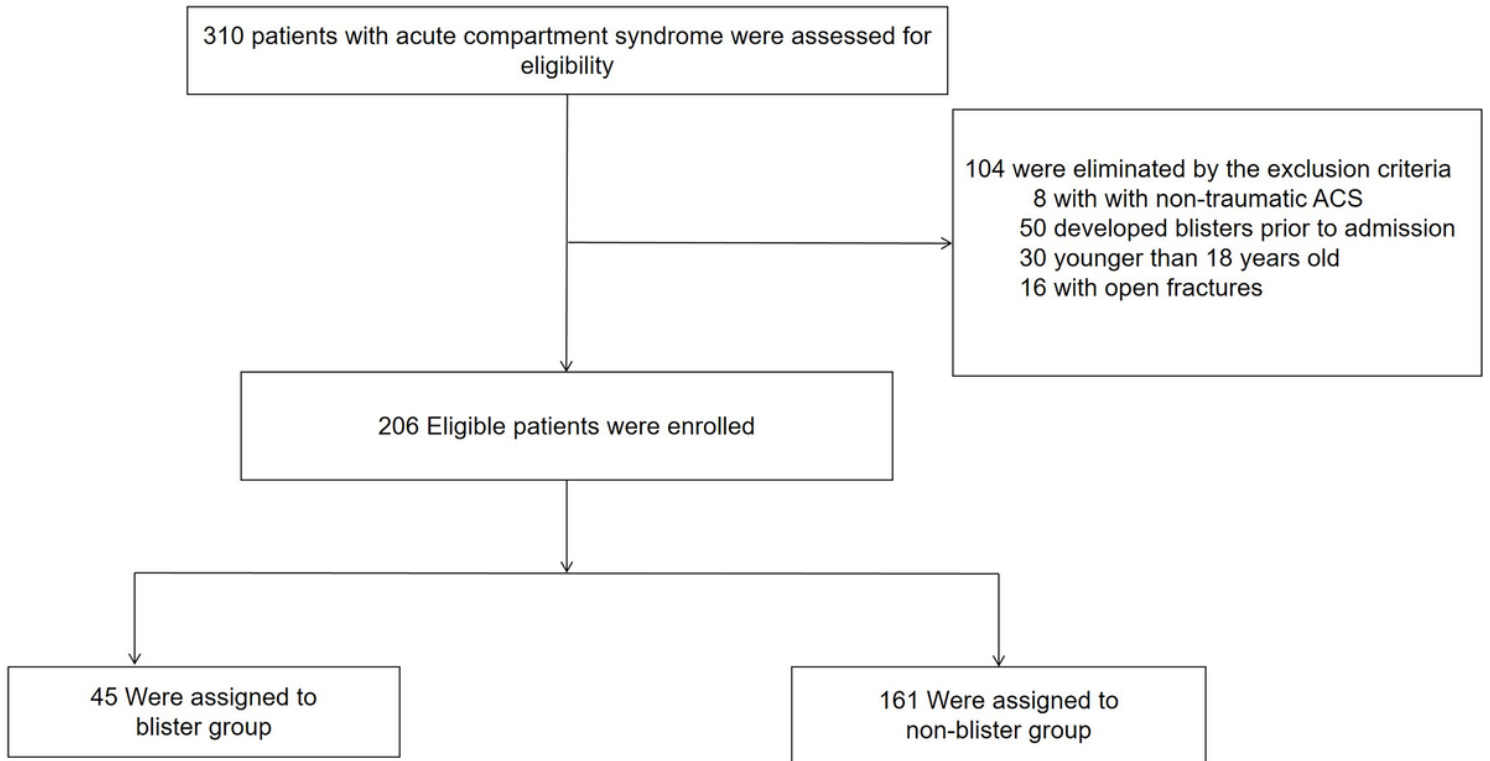 310 patients with acute compartment syndrome were assessed for
eligibility
104 were eliminated by the exclusion criteria
8 with with non-traumatic ACS
50 developed blisters prior to admission
30 younger than 18 years old
16 with open fractures
206 Eligible patients were enrolled
45 Were assigned to
blister group
161 Were assigned to
non-blister group